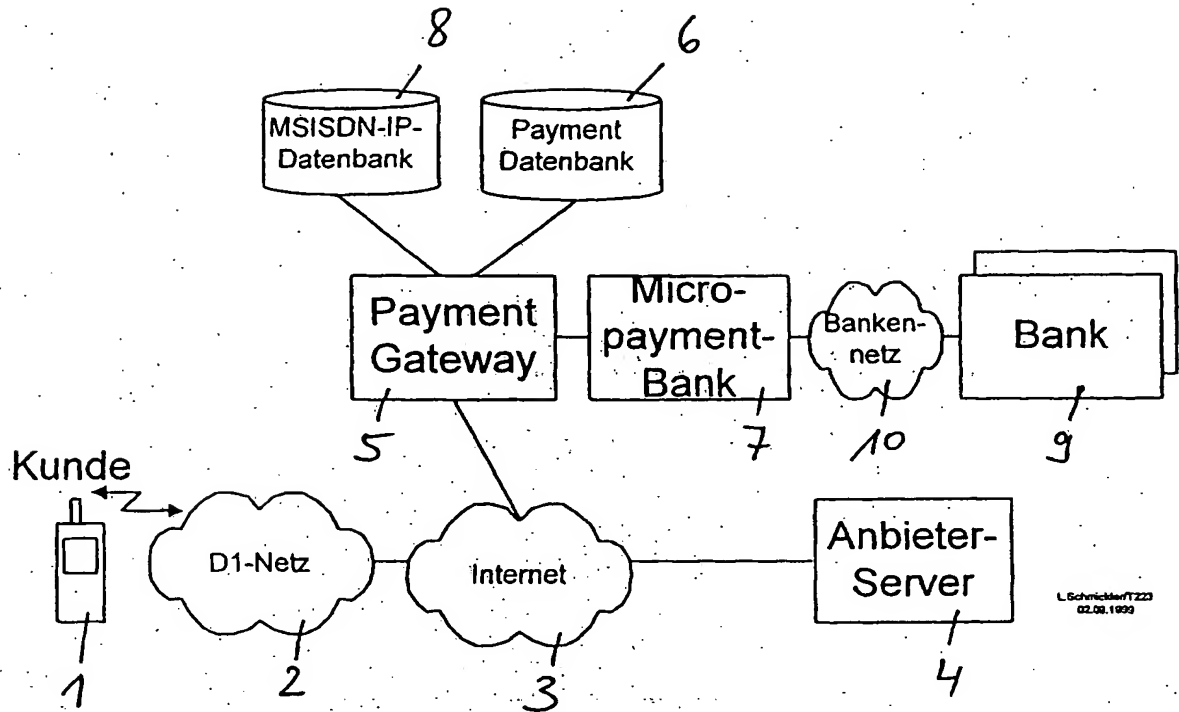 8
6
MSISDN-IP-
Datenbank
Payment
Datenbank
Payment
Gateway
Micro-
payment-
Bank
Banken-
netz
Bank
5
7
10
9
Kunde
D1-Netz
Internet
Anbieter-
Server
1
2
3
4